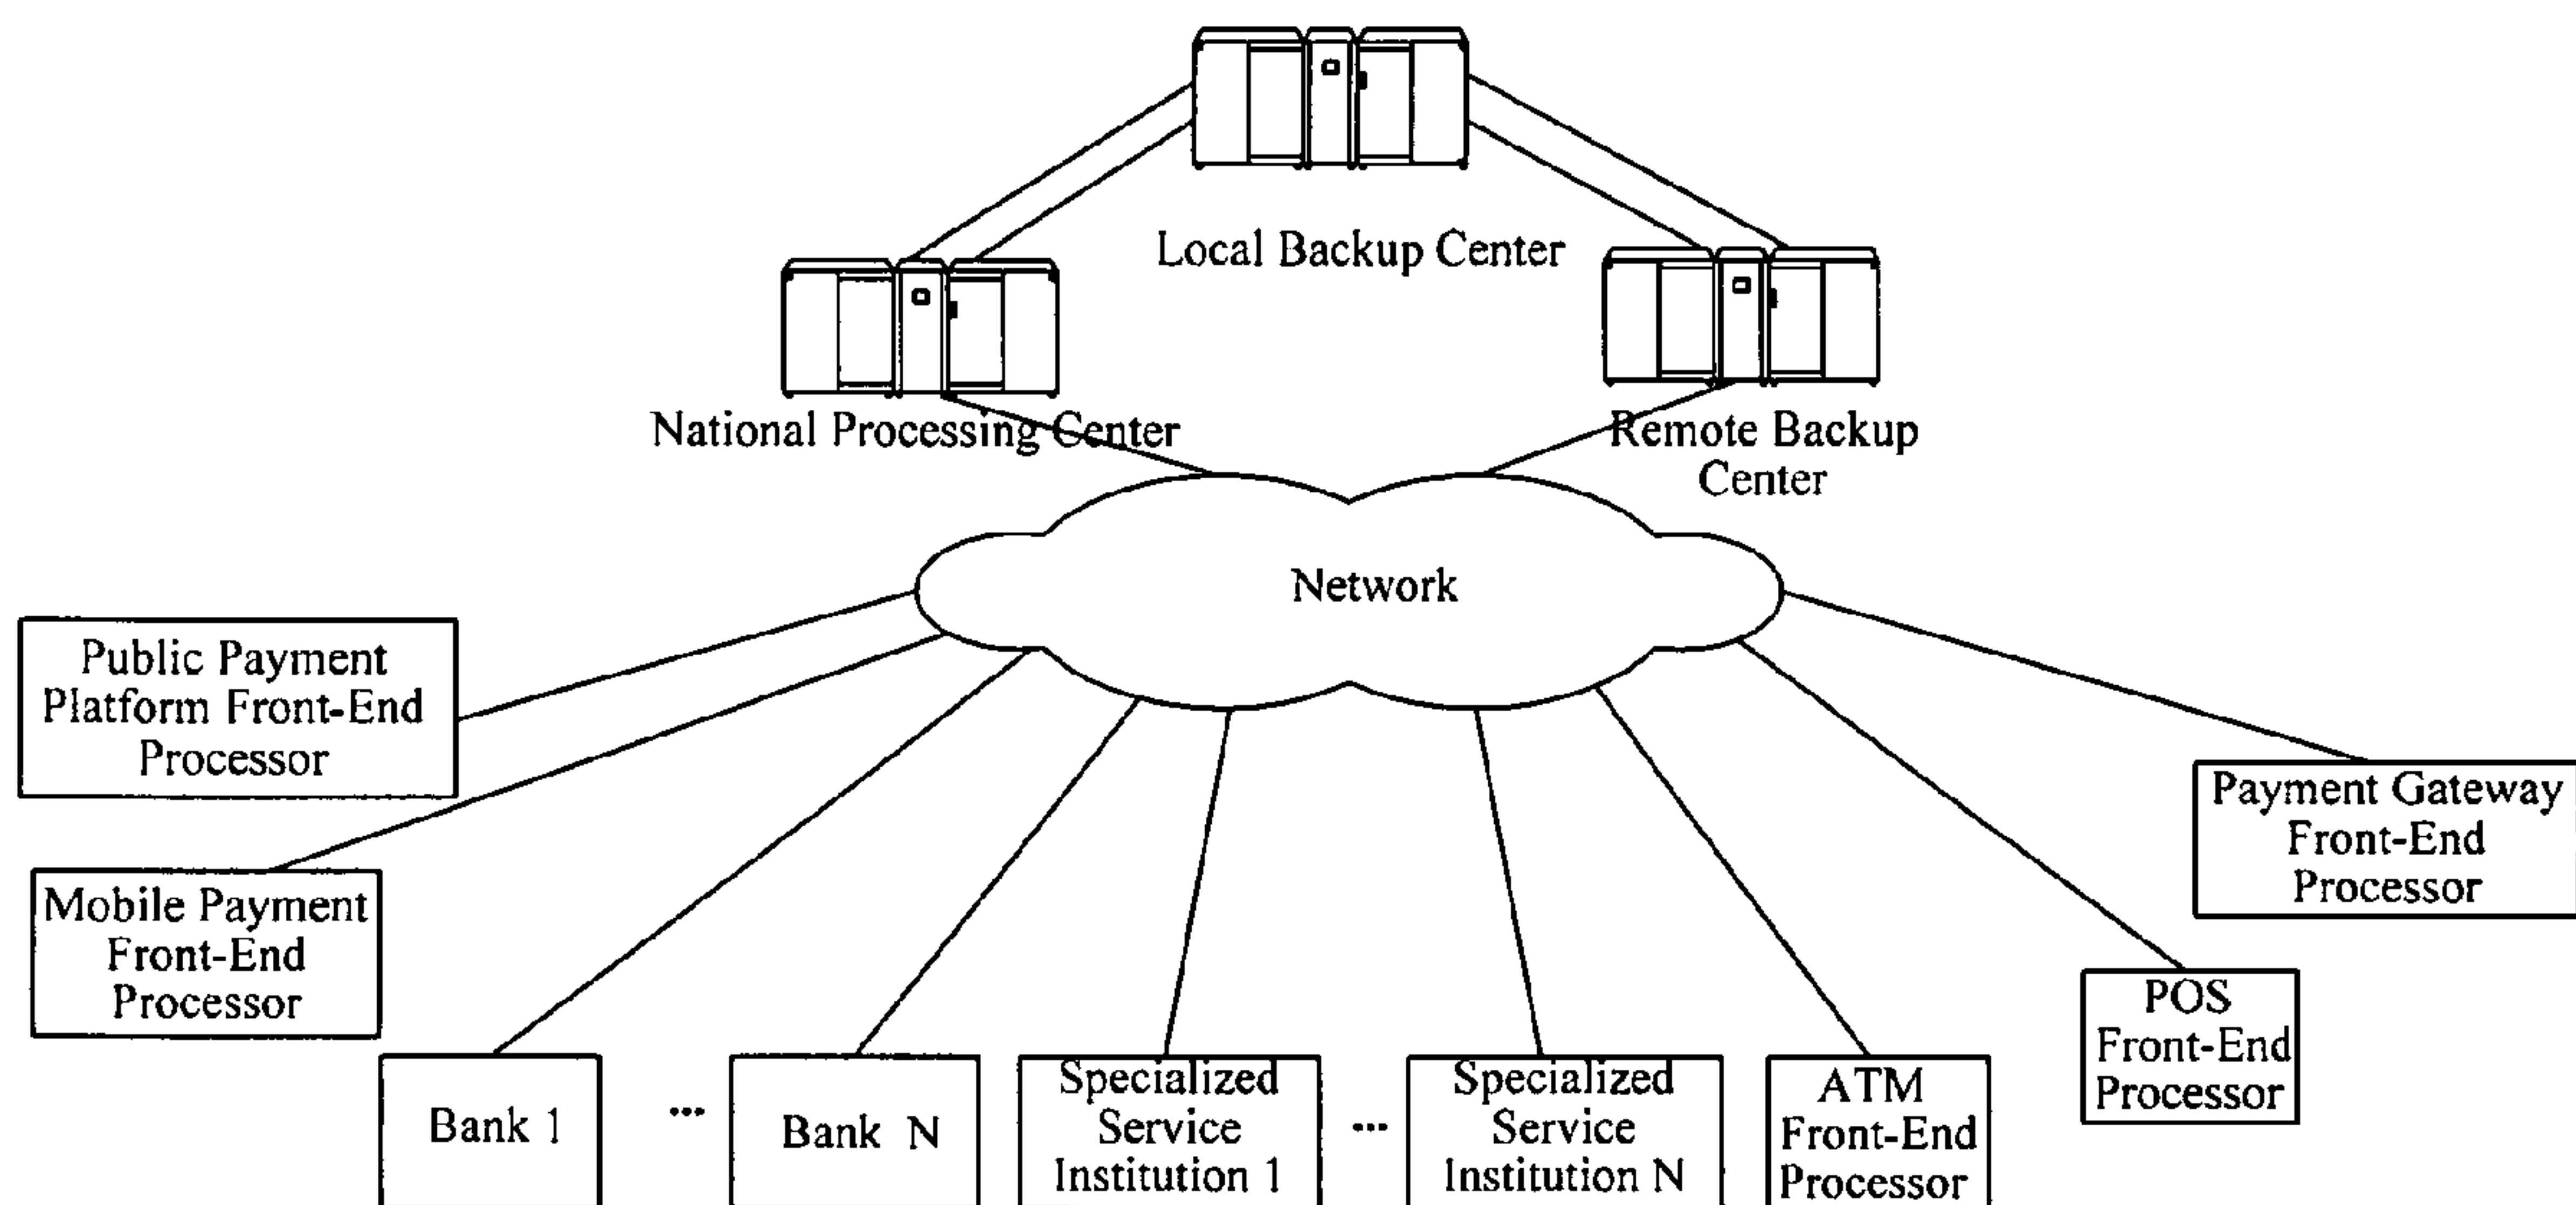 Local Backup Center
National Processing Center
Remote Backup
Center
Network
Public Payment
Platform Front-End
Processor
Mobile Payment
Front-End
Processor
Payment Gateway
Front-End
Processor
POS
Front-End
Processor
Bank 1
...
Bank N
Specialized
Service
Institution 1
...
Specialized
Service
Institution N
ATM
Front-End
Processor